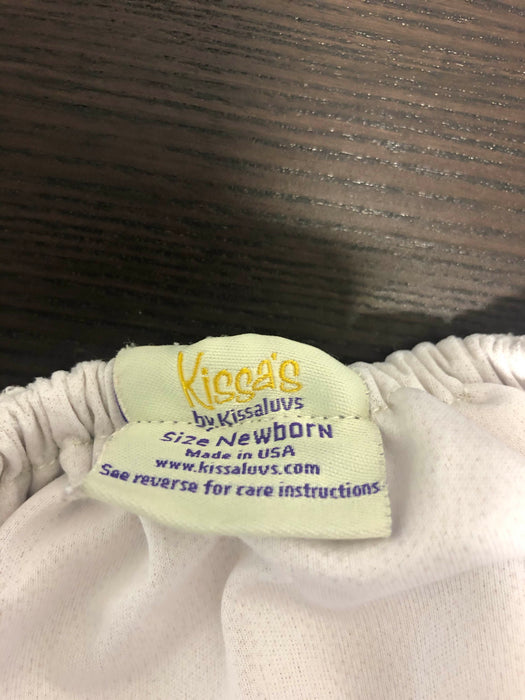 Kissa's
by Kissaluvs
Size Newborn
Made in USA
www.kissaluvs.com
See reverse for care instructions